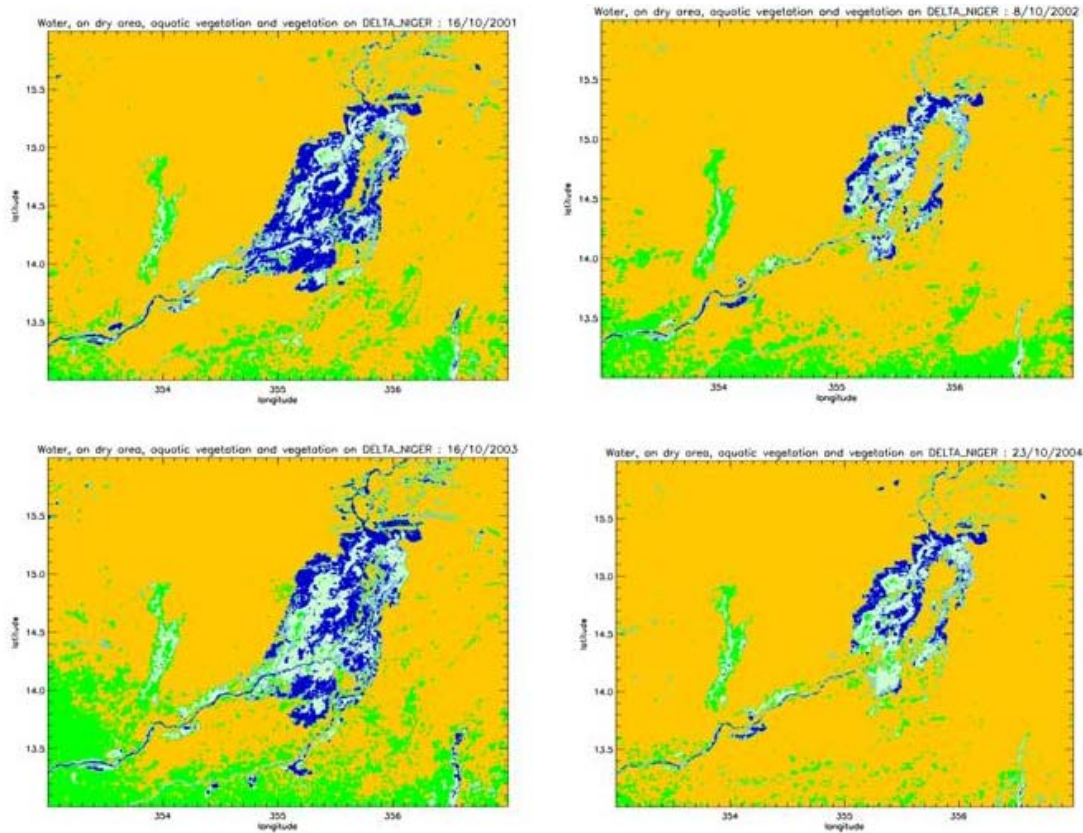 Water, on dry area, aquatic vegetation and vegetation on DELTA_NIGER : 16/10/2001
15.5
15.0
14.5
14.0
13.5
latitude
354
355
356
longitude
Water, on dry area, aquatic vegetation and vegetation on DELTA_NIGER : 8/10/2002
15.5
15.0
14.5
14.0
13.5
latitude
354
355
356
longitude
Water, on dry area, aquatic vegetation and vegetation on DELTA_NIGER : 16/10/2003
15.5
15.0
14.5
14.0
13.5
latitude
354
355
356
longitude
Water, on dry area, aquatic vegetation and vegetation on DELTA_NIGER : 23/10/2004
15.5
15.0
14.5
14.0
13.5
latitude
354
355
356
longitude